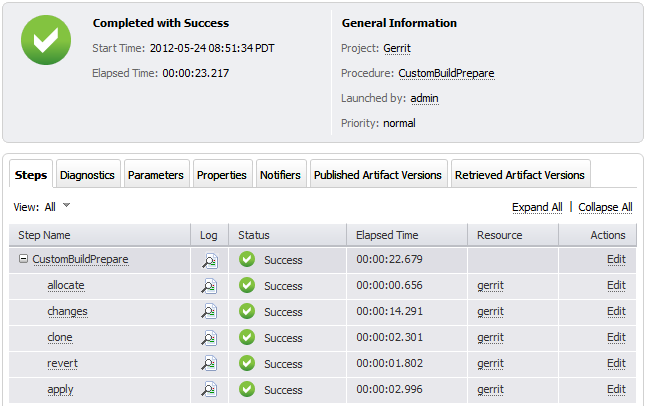 Completed with Success
Start Time: 2012-05-24 08:51:34 PDT
Elapsed Time: 00:00:23.217
General Information
Project: Gerrit
Procedure: CustomBuildPrepare
Launched by: admin
Priority: normal
Steps Diagnostics Parameters Properties Notifiers Published Artifact Versions Retrieved Artifact Versions
View: All Expand All | Collapse All
Step Name Log Status Elapsed Time Resource Actions
CustomBuildPrepare Success 00:00:22.679 Edit
allocate Success 00:00:00.656 gerrit Edit
changes Success 00:00:14.291 gerrit Edit
clone Success 00:00:02.301 gerrit Edit
revert Success 00:00:01.802 gerrit Edit
apply Success 00:00:02.996 gerrit Edit